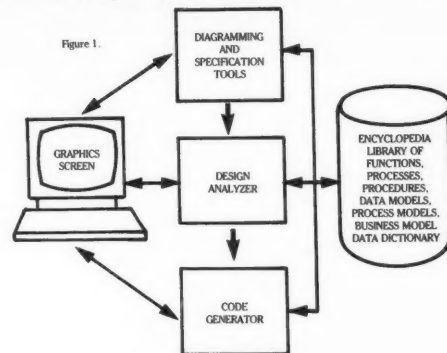 Figure 1.
DIAGRAMMING
AND
SPECIFICATION
TOOLS
GRAPHICS
SCREEN
DESIGN
ANALYZER
ENCYCLOPEDIA
LIBRARY OF
FUNCTIONS,
PROCESSES,
PROCEDURES,
DATA MODELS,
PROCESS MODELS,
BUSINESS MODEL
DATA DICTIONARY
CODE
GENERATOR